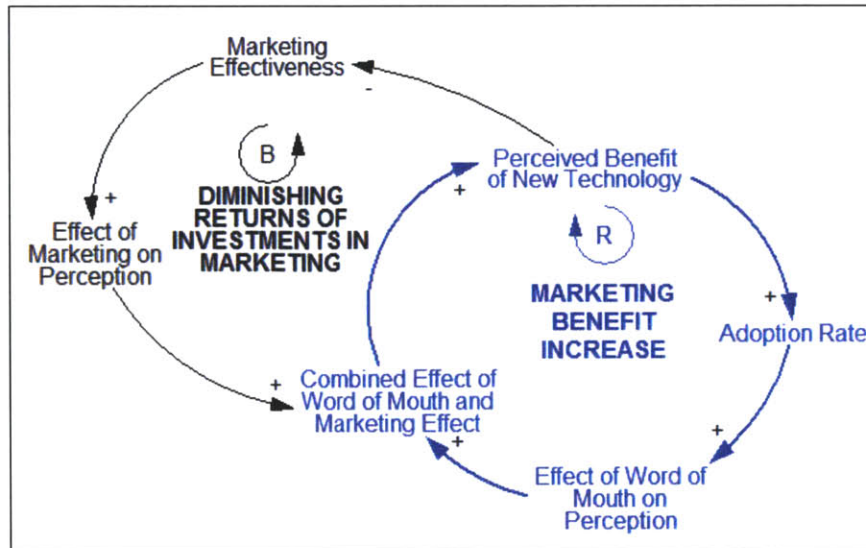 Marketing
Effectiveness
-
B
DIMINISHING
RETURNS OF
INVESTMENTS IN
MARKETING
+
Effect of
Marketing on
Perception
+
Perceived Benefit
of New Technology
+
R
MARKETING
BENEFIT
INCREASE
+
Adoption Rate
+
Combined Effect of
Word of Mouth and
Marketing Effect
+
Effect of Word of
Mouth on
Perception